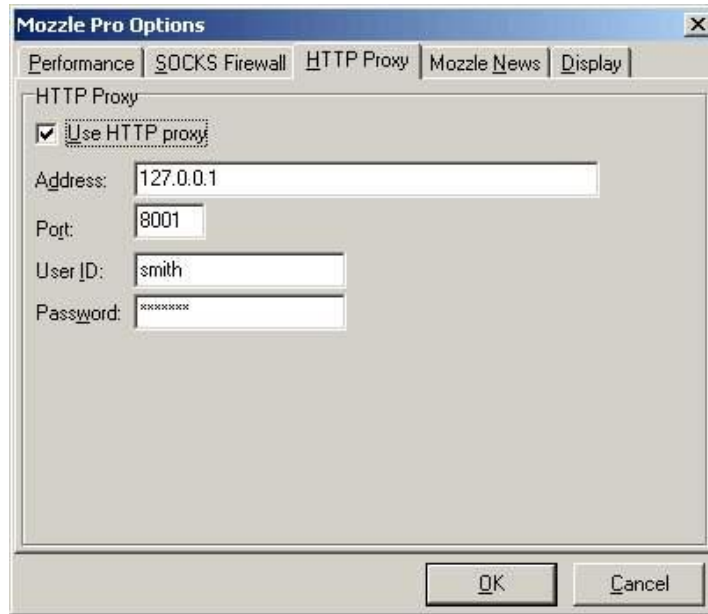 Mozzle Pro Options
Performance SOCKS Firewall HTTP Proxy Mozzle News Display
HTTP Proxy
Use HTTP proxy
Address: 127.0.0.1
Port: 8001
User ID: smith
Password: *******
OK Cancel